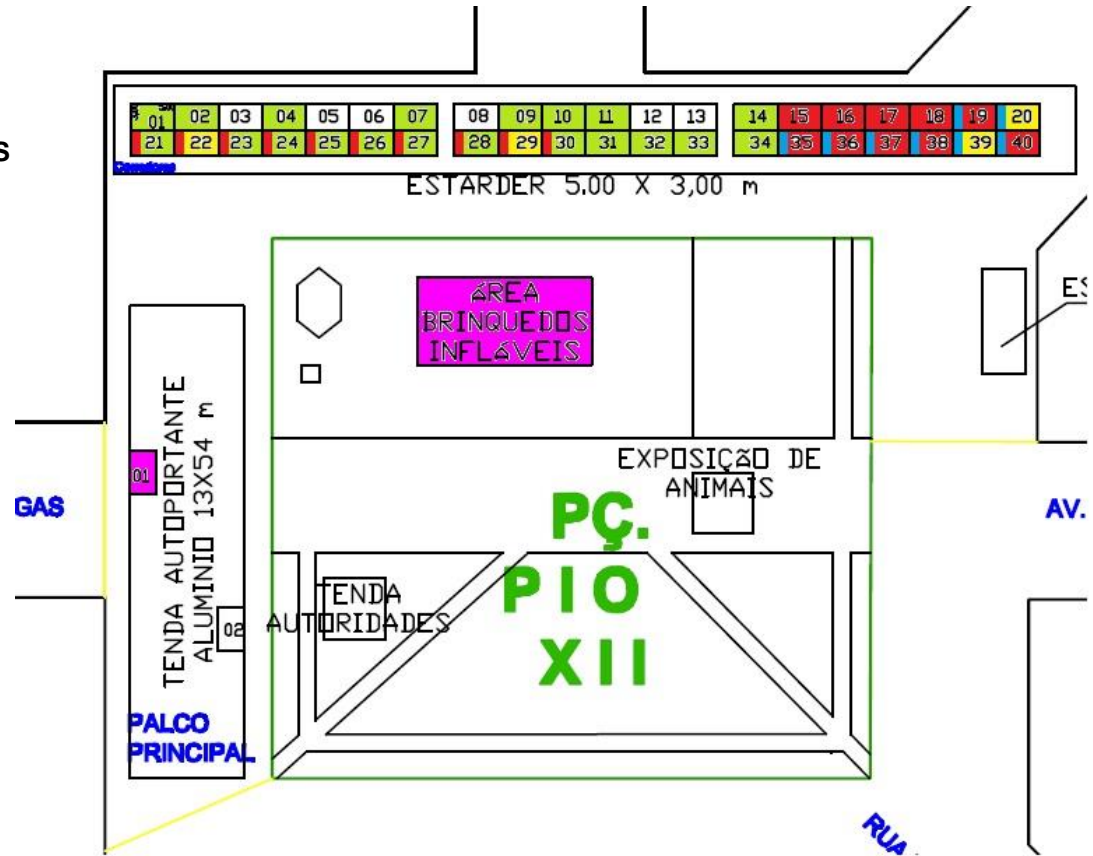 S
01 02 03 04 05 06 07 08 09 10 11 12 13 14 15 16 17 18 19 20
21 22 23 24 25 26 27 28 29 30 31 32 33 34 35 36 37 38 39 40
Corredores
ESTARDER 5.00 X 3,00 m
ÁREA
BRINQUEDOS
INFLÁVEIS
ES
TENDA AUTOPORTANTE
ALUMINIO 13X54 m
01
02
EXPOSIÇÃO DE
ANIMAIS
GAS
AV.
PÇ.
PIO
XII
TENDA
AUTORIDADES
PALCO
PRINCIPAL
RUA